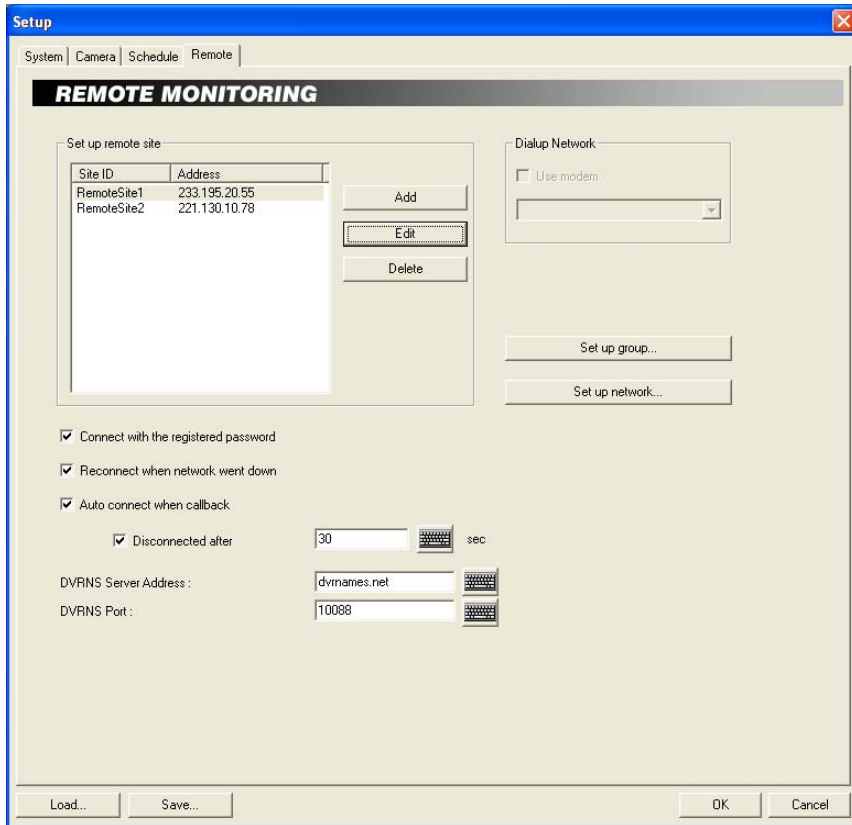 Setup
System Camera Schedule Remote
REMOTE MONITORING
Set up remote site
Site ID Address
RemoteSite1 233.195.20.55
RemoteSite2 221.130.10.78
Add
Edit
Delete
Dialup Network
Use modem
Set up group...
Set up network...
Connect with the registered password
Reconnect when network went down
Auto connect when callback
Disconnected after 30 sec
DVRNS Server Address : dvrnames.net
DVRNS Port : 10088
Load... Save... OK Cancel